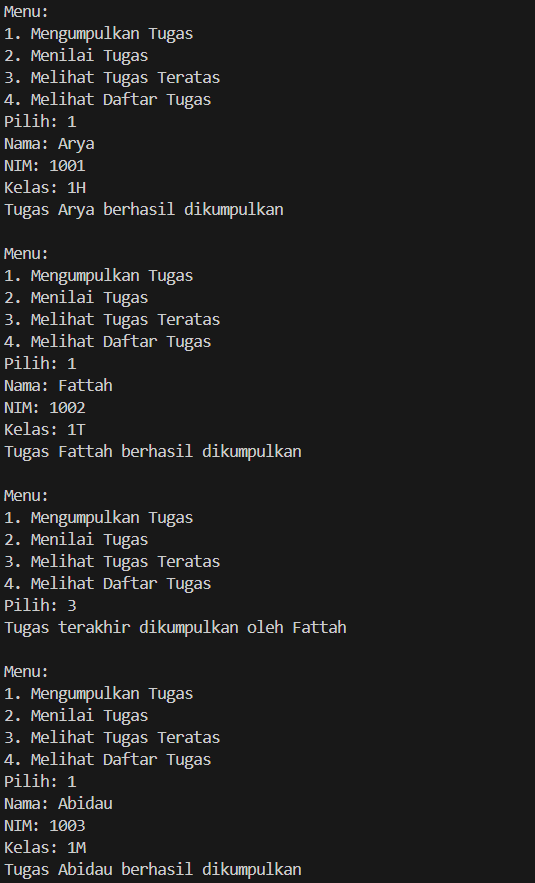 Menu:
1. Mengumpulkan Tugas
2. Menilai Tugas
3. Melihat Tugas Teratas
4. Melihat Daftar Tugas
Pilih: 1
Nama: Arya
NIM: 1001
Kelas: 1H
Tugas Arya berhasil dikumpulkan

Menu:
1. Mengumpulkan Tugas
2. Menilai Tugas
3. Melihat Tugas Teratas
4. Melihat Daftar Tugas
Pilih: 1
Nama: Fattah
NIM: 1002
Kelas: 1T
Tugas Fattah berhasil dikumpulkan

Menu:
1. Mengumpulkan Tugas
2. Menilai Tugas
3. Melihat Tugas Teratas
4. Melihat Daftar Tugas
Pilih: 3
Tugas terakhir dikumpulkan oleh Fattah

Menu:
1. Mengumpulkan Tugas
2. Menilai Tugas
3. Melihat Tugas Teratas
4. Melihat Daftar Tugas
Pilih: 1
Nama: Abidau
NIM: 1003
Kelas: 1M
Tugas Abidau berhasil dikumpulkan